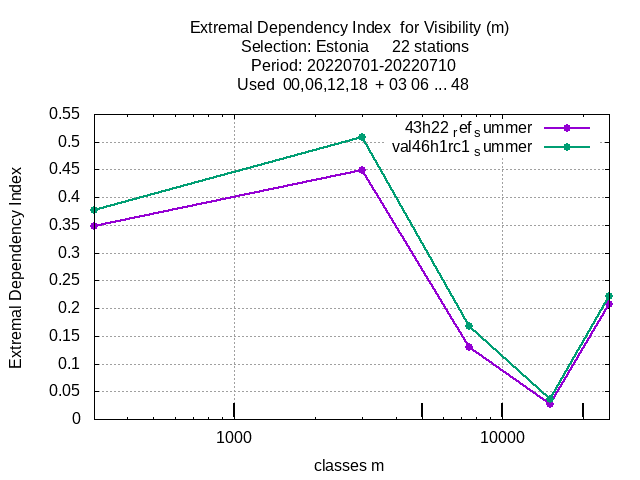 Extremal Dependency Index  for Visibility (m)
Selection: Estonia     22 stations
Period: 20220701-20220710
Used  00,06,12,18  + 03 06 ... 48
43h22 ref summer
val46h1rc1 summer
Extremal Dependency Index
0.55
0.5
0.45
0.4
0.35
0.3
0.25
0.2
0.15
0.1
0.05
0
1000
10000
classes m